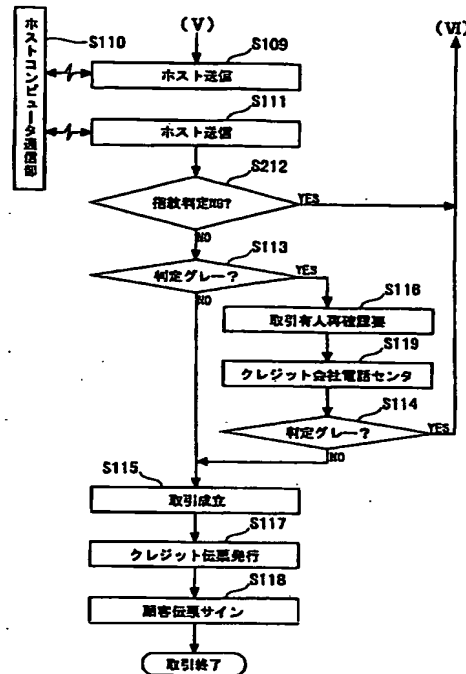 (V)
(VI)
S110
S109
ホストコンピュータ通信部
ホスト送信
S111
ホスト送信
S212
指紋判定NG?
YES
NO
S113
判定グレー?
YES
NO
S116
取引有人再確認要
S119
クレジット会社電話センタ
S114
判定グレー?
YES
NO
S115
取引成立
S117
クレジット伝票発行
S118
顧客伝票サイン
取引終了